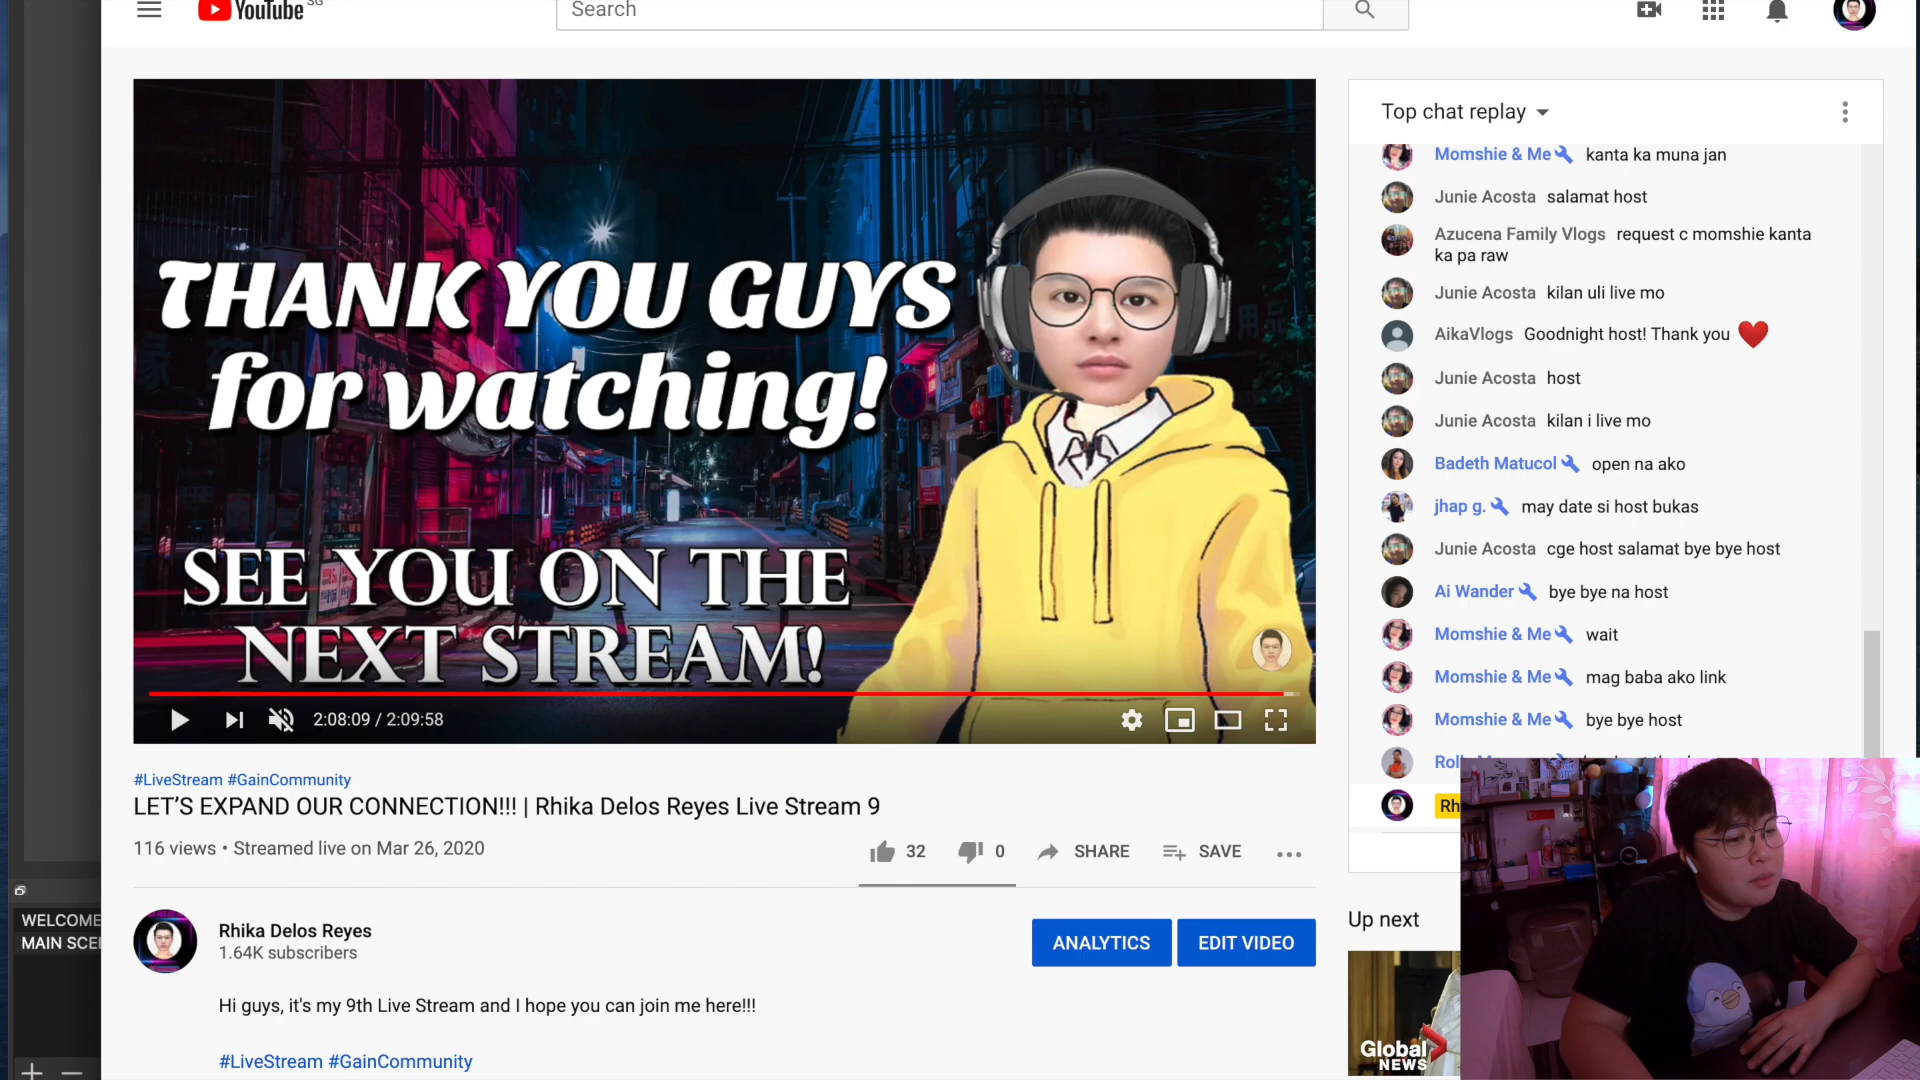 YouTube SG
Search
THANK YOU GUYS
for watching!
SEE YOU ON THE
NEXT STREAM!
2:08:09 / 2:09:58
#LiveStream #GainCommunity
LET’S EXPAND OUR CONNECTION!!! | Rhika Delos Reyes Live Stream 9
116 views • Streamed live on Mar 26, 2020
32
0
SHARE
SAVE
Rhika Delos Reyes
1.64K subscribers
ANALYTICS
EDIT VIDEO
Hi guys, it's my 9th Live Stream and I hope you can join me here!!!
#LiveStream #GainCommunity
Top chat replay
Momshie & Me kanta ka muna jan
Junie Acosta salamat host
Azucena Family Vlogs request c momshie kanta
ka pa raw
Junie Acosta kilan uli live mo
AikaVlogs Goodnight host! Thank you
Junie Acosta host
Junie Acosta kilan i live mo
Badeth Matucol open na ako
jhap g. may date si host bukas
Junie Acosta cge host salamat bye bye host
Ai Wander bye bye na host
Momshie & Me wait
Momshie & Me mag baba ako link
Momshie & Me bye bye host
Up next
Global
NEWS
WELCOME
MAIN SCE